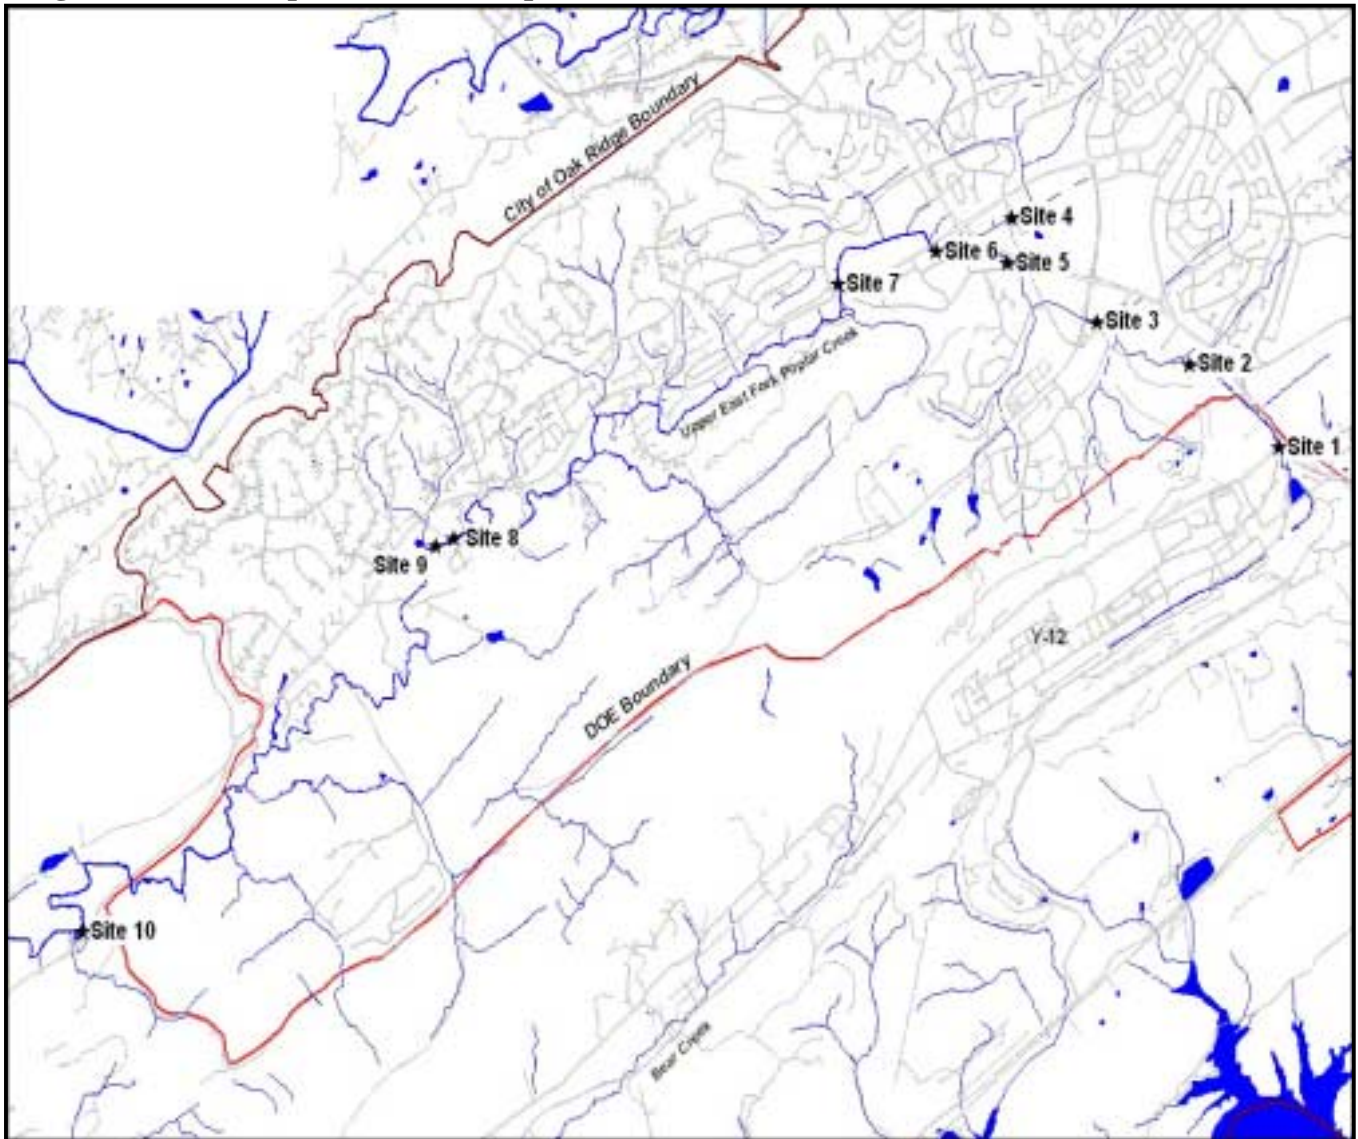 City of Oak Ridge Boundary
Site 4
Site 6
Site 5
Site 7
Site 3
Upper East Fork Poplar Creek
Site 2
Site 1
Site 8
Site 9
Y-12
DOE Boundary
Site 10
Bear Creek